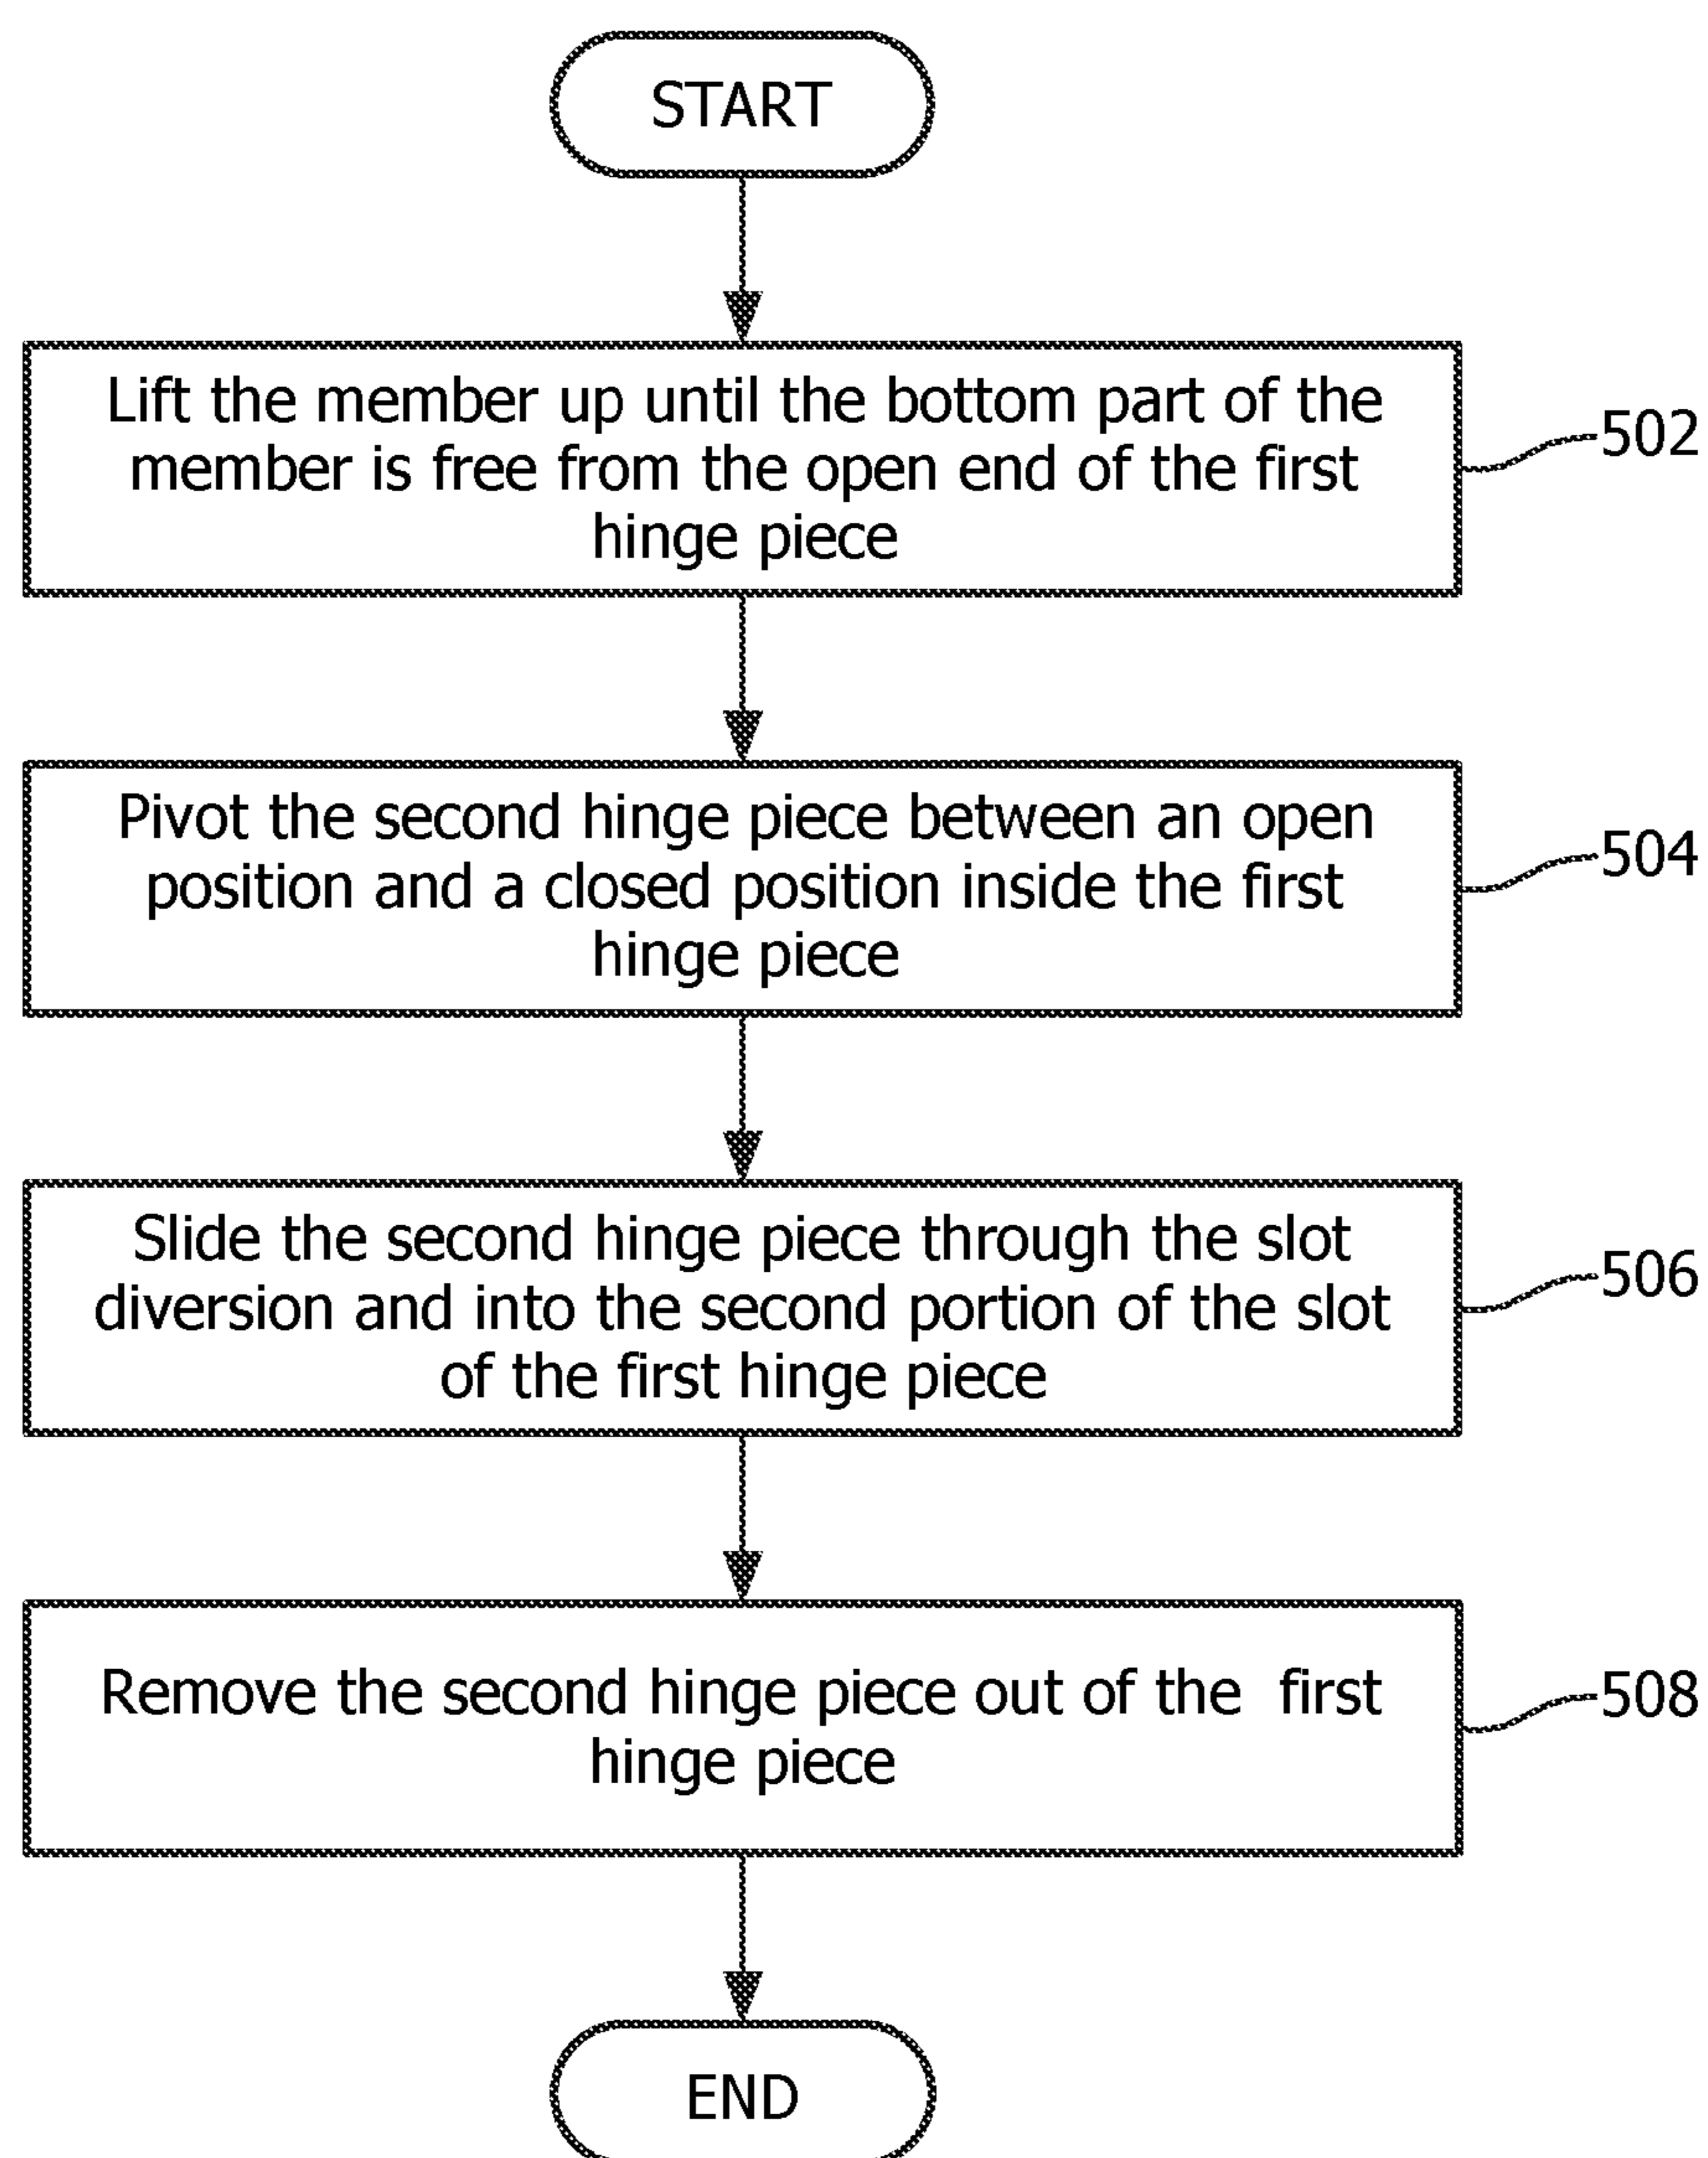 START
Lift the member up until the bottom part of the
member is free from the open end of the first
hinge piece
502
Pivot the second hinge piece between an open
position and a closed position inside the first
hinge piece
504
Slide the second hinge piece through the slot
diversion and into the second portion of the slot
of the first hinge piece
506
Remove the second hinge piece out of the  first
hinge piece
508
END